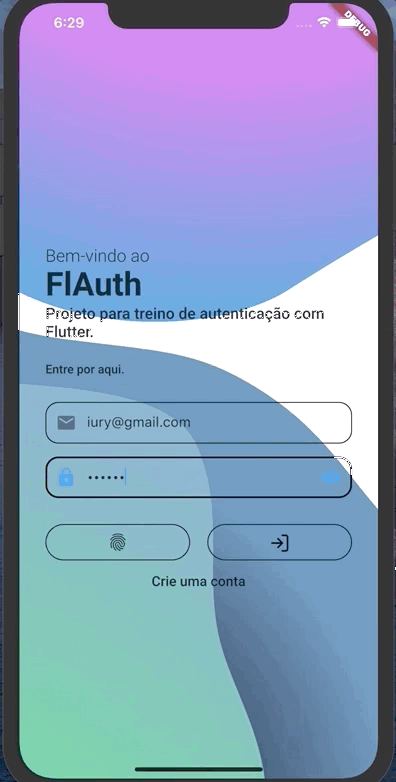 6:29
DEBUG
Bem-vindo ao
FlAuth
Projeto para treino de autenticação com
Flutter.
Entre por aqui.
iury@gmail.com
••••••
Crie uma conta